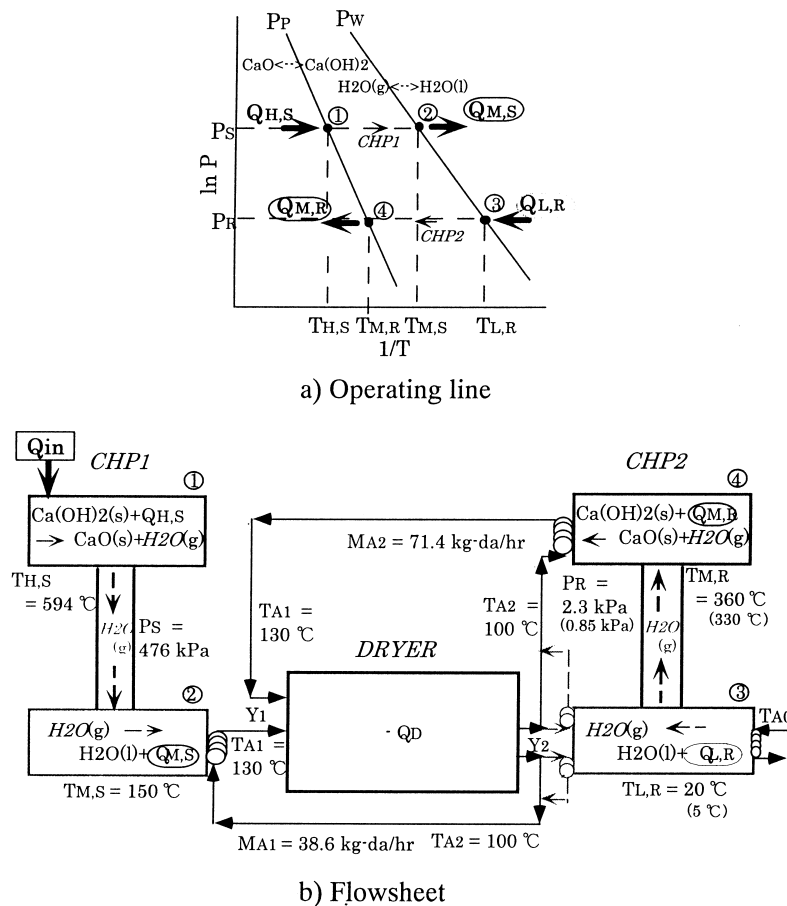 PP
PW
CaO<-->Ca(OH)2
H2O(g)<-->H2O(l)
QH,S
①
②
QM,S
PS
CHP1
ln P
QM,R
④
③
QL,R
PR
CHP2
TH,S TM,R TM,S TL,R
1/T
a) Operating line
Qin
CHP1
①
Ca(OH)2(s)+QH,S
→ CaO(s)+H2O(g)
TH,S
= 594 ℃
H2O
(g)
PS =
476 kPa
②
H2O(g) →
H2O(l)+QM,S
TM,S = 150 ℃
MA2 = 71.4 kg-da/hr
TA1 =
130 ℃
DRYER
Y1
TA1 =
130 ℃
- QD
Y2
TA2 =
100 ℃
MA1 = 38.6 kg-da/hr TA2 = 100 ℃
CHP2
④
Ca(OH)2(s)+QM,R
← CaO(s)+H2O(g)
PR =
2.3 kPa
(0.85 kPa)
H2O
(g)
TM,R
= 360 ℃
(330 ℃)
③
H2O(g) ←
H2O(l)+QL,R
TL,R = 20 ℃
(5 ℃)
b) Flowsheet